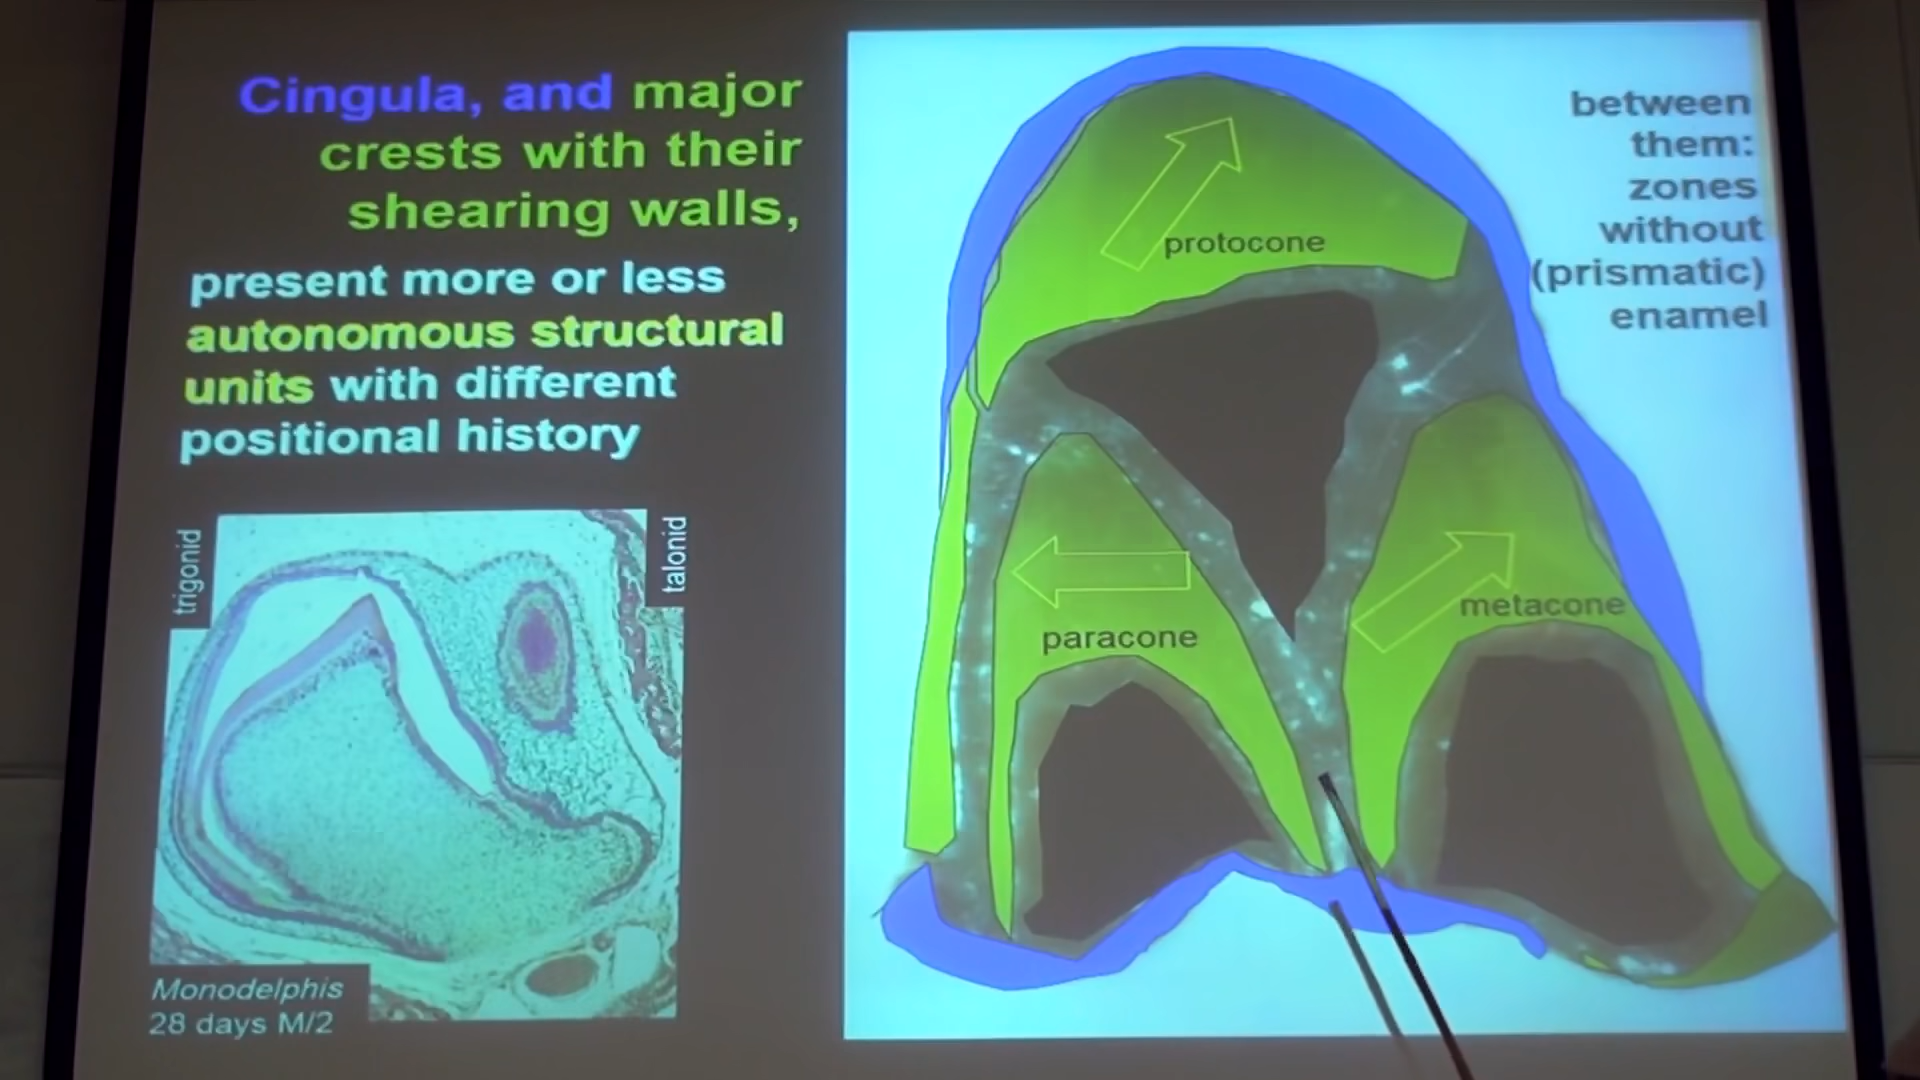 Cingula, and major
crests with their
shearing walls,
present more or less
autonomous structural
units with different
positional history
trigonid
talonid
Monodelphis
28 days M/2
between
them:
zones
without
(prismatic)
enamel
protocone
paracone
metacone